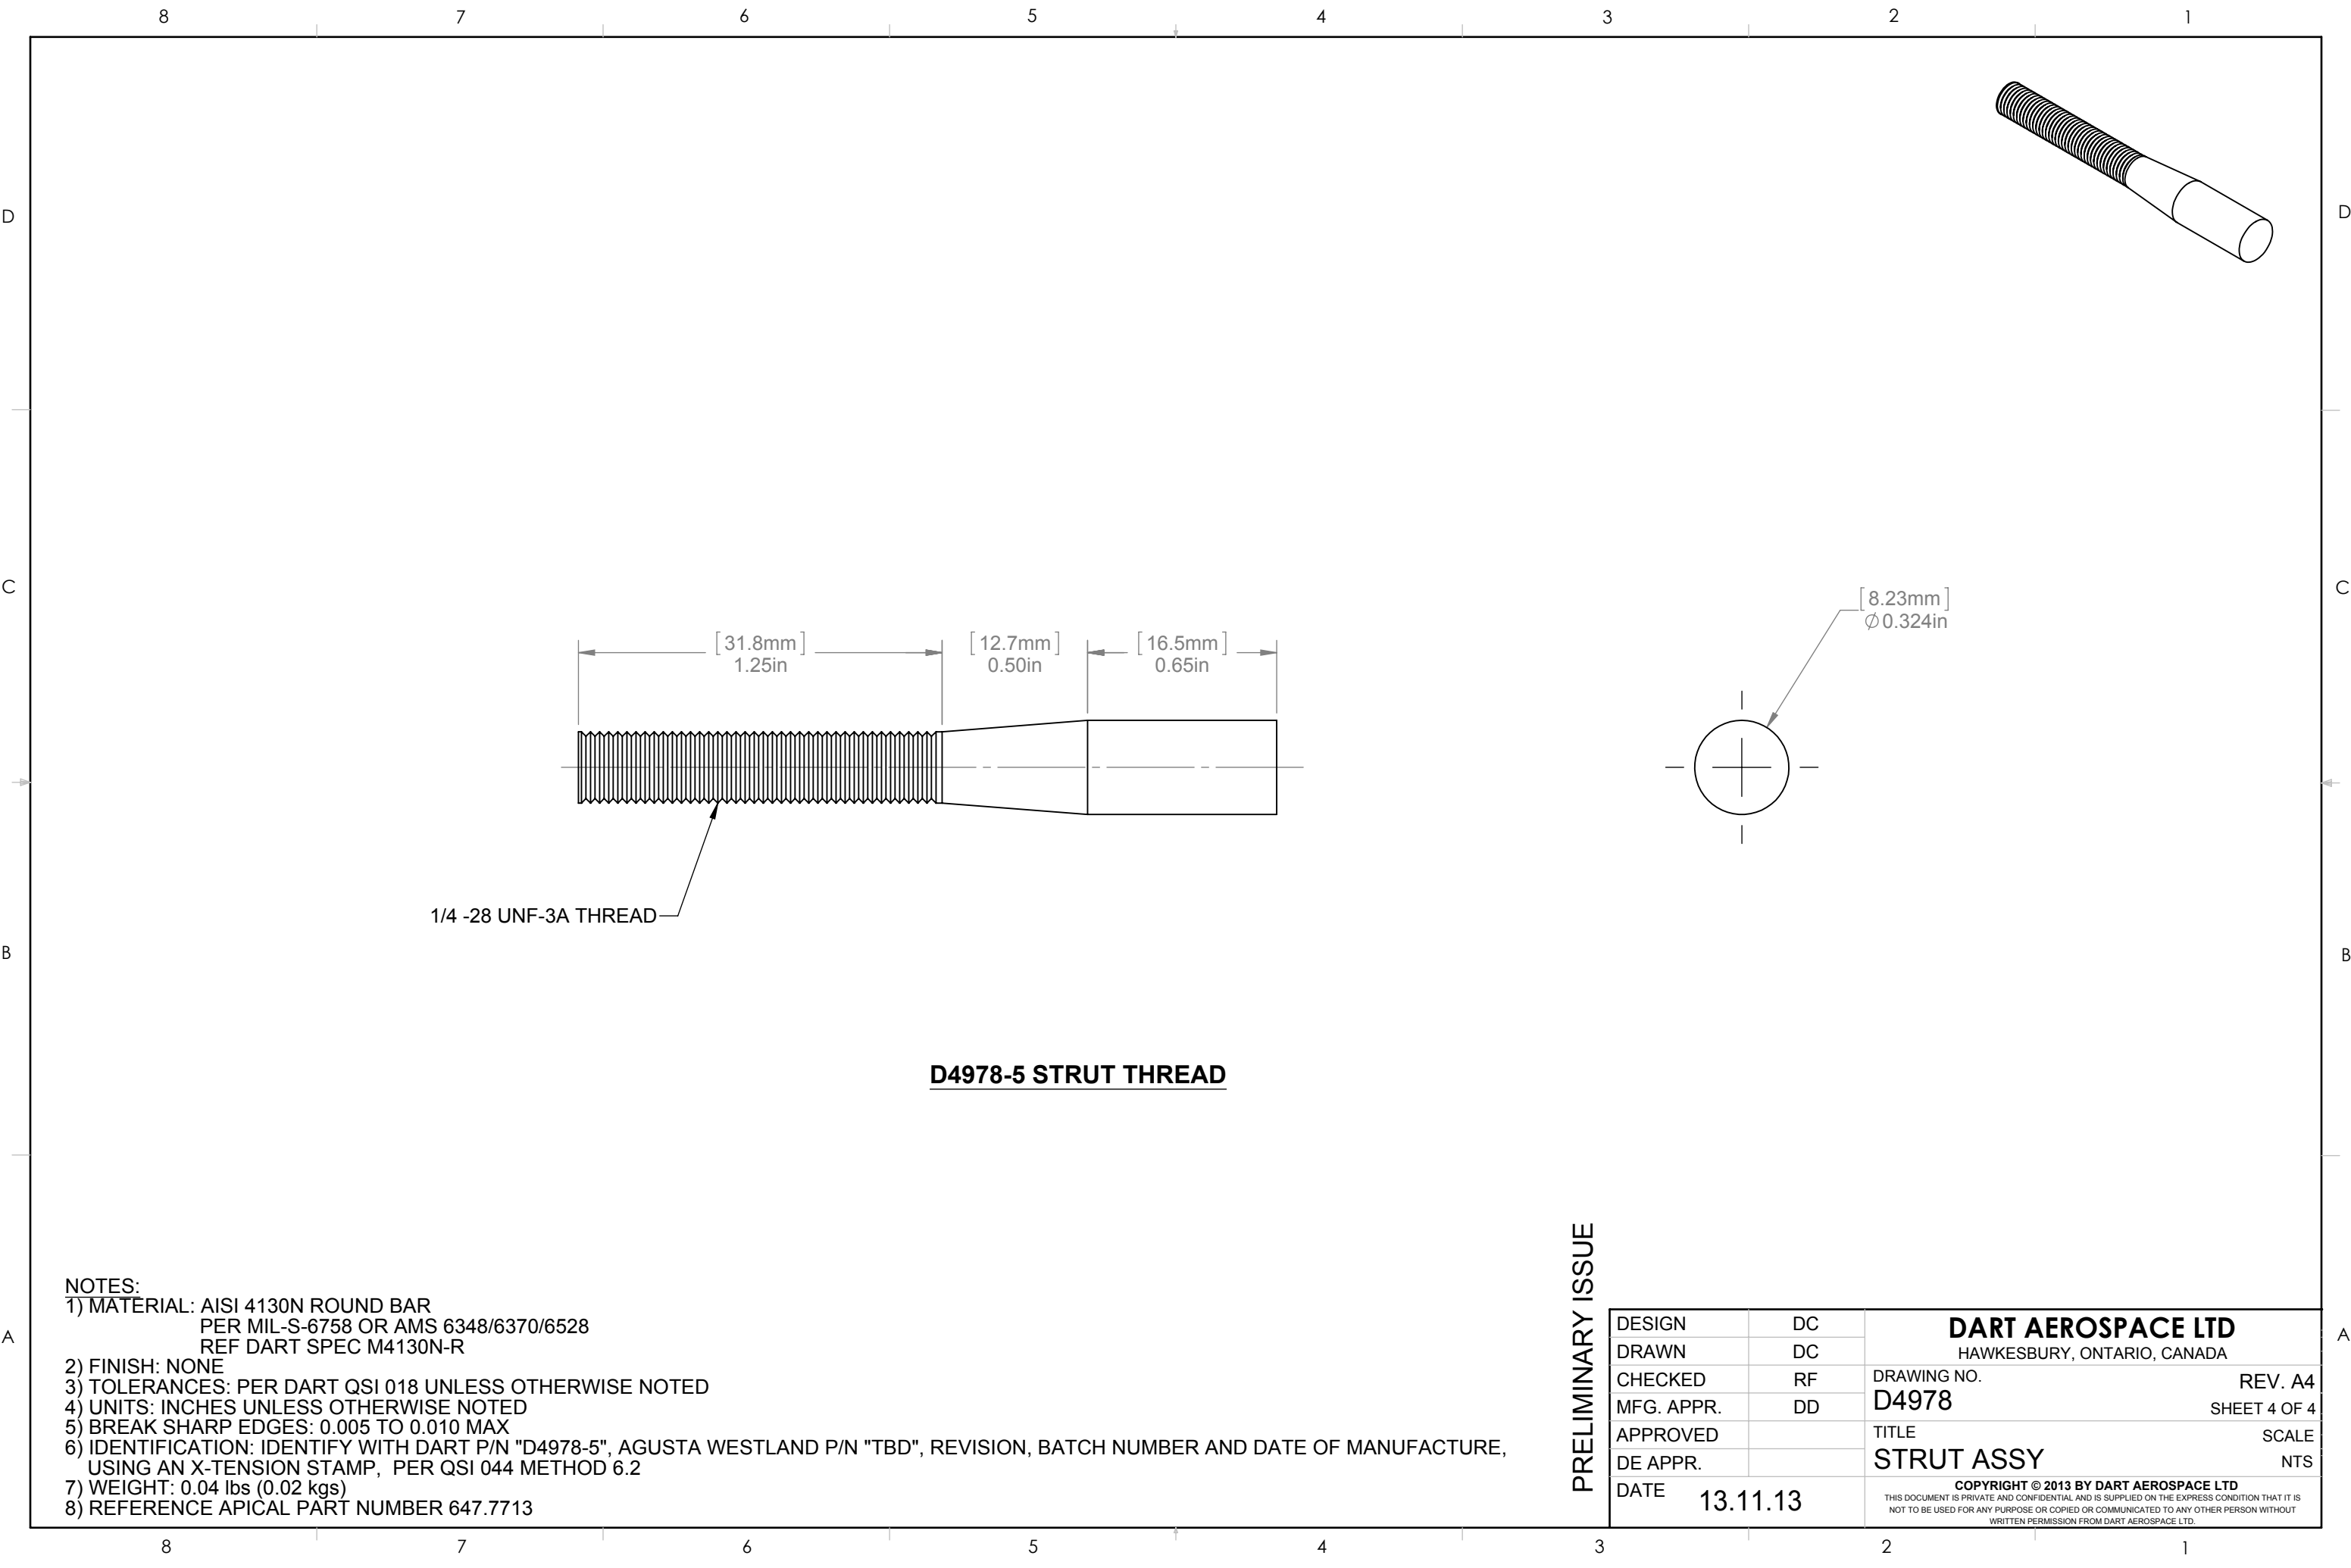 8 7 6 5 4 3 2 1
D D
C C
[8.23mm]
Ø0.324in
[31.8mm] [12.7mm] [16.5mm]
1.25in 0.50in 0.65in
1/4 -28 UNF-3A THREAD
B B
D4978-5 STRUT THREAD
NOTES:
1) MATERIAL: AISI 4130N ROUND BAR
PER MIL-S-6758 OR AMS 6348/6370/6528
REF DART SPEC M4130N-R
2) FINISH: NONE
3) TOLERANCES: PER DART QSI 018 UNLESS OTHERWISE NOTED
4) UNITS: INCHES UNLESS OTHERWISE NOTED
5) BREAK SHARP EDGES: 0.005 TO 0.010 MAX
6) IDENTIFICATION: IDENTIFY WITH DART P/N "D4978-5", AGUSTA WESTLAND P/N "TBD", REVISION, BATCH NUMBER AND DATE OF MANUFACTURE,
USING AN X-TENSION STAMP, PER QSI 044 METHOD 6.2
7) WEIGHT: 0.04 lbs (0.02 kgs)
8) REFERENCE APICAL PART NUMBER 647.7713
A A
PRELIMINARY ISSUE
DESIGN DC
DRAWN DC
CHECKED RF
MFG. APPR. DD
APPROVED
DE APPR.
DATE 13.11.13
DART AEROSPACE LTD
HAWKESBURY, ONTARIO, CANADA
DRAWING NO. REV. A4
D4978 SHEET 4 OF 4
TITLE SCALE
STRUT ASSY NTS
COPYRIGHT © 2013 BY DART AEROSPACE LTD
THIS DOCUMENT IS PRIVATE AND CONFIDENTIAL AND IS SUPPLIED ON THE EXPRESS CONDITION THAT IT IS
NOT TO BE USED FOR ANY PURPOSE OR COPIED OR COMMUNICATED TO ANY OTHER PERSON WITHOUT
WRITTEN PERMISSION FROM DART AEROSPACE LTD.
8 7 6 5 4 3 2 1